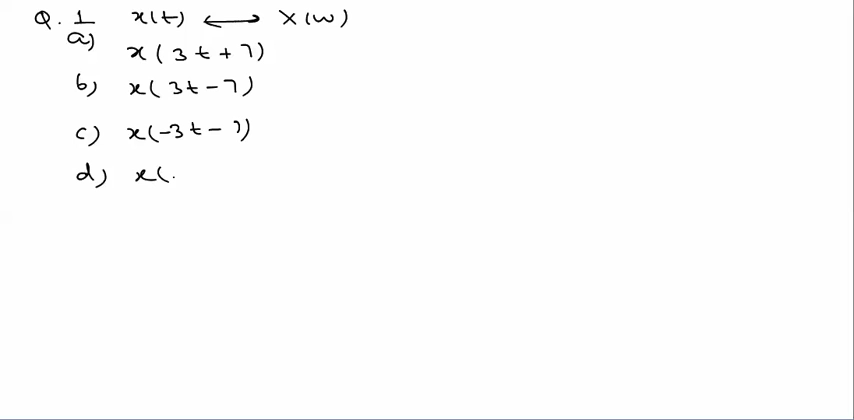 Q. 1 x(t) ⟷ X(w)
a) x(3t+7)
b) x(3t-7)
c) x(-3t-7)
d) x(.